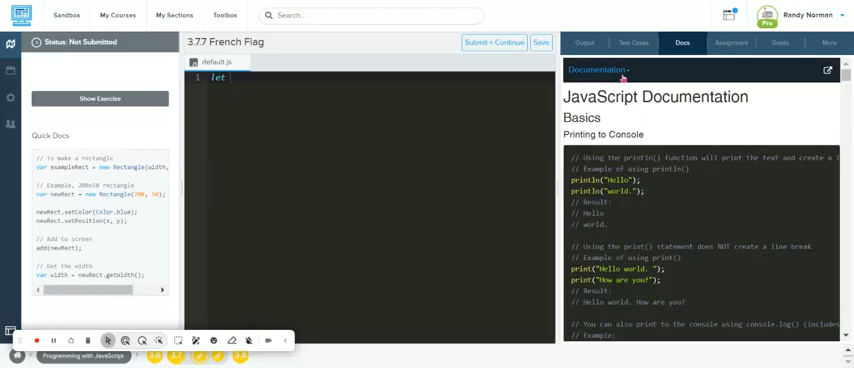 Sandbox
My Courses
My Sections
Toolbox
Search...
Pro
Randy Norman
Status: Not Submitted
Show Exercise
Quick Docs
// To make a rectangle
var exampleRect = new Rectangle(width,
// Example, 200x50 rectangle
var newRect = new Rectangle(200, 50);
newRect.setColor(Color.blue);
newRect.setPosition(x, y);
// Add to screen
add(newRect);
// Get the width
var width = newRect.getWidth();
3.7.7 French Flag
Submit + Continue
Save
default.js
1 let
Output
Test Cases
Docs
Assignment
Grade
More
Documentation
JavaScript Documentation
Basics
Printing to Console
// Using the println() function will print the text and create a l
// Example of using println()
println("Hello");
println("world.");
// Result:
// Hello
// world.
// Using the print() statement does NOT create a line break
// Example of using print()
print("Hello world. ");
print("How are you?");
// Result:
// Hello world. How are you?
// You can also print to the console using console.log() (includes
// Example:
Programming with JavaScript
3.6
3.7
3.8